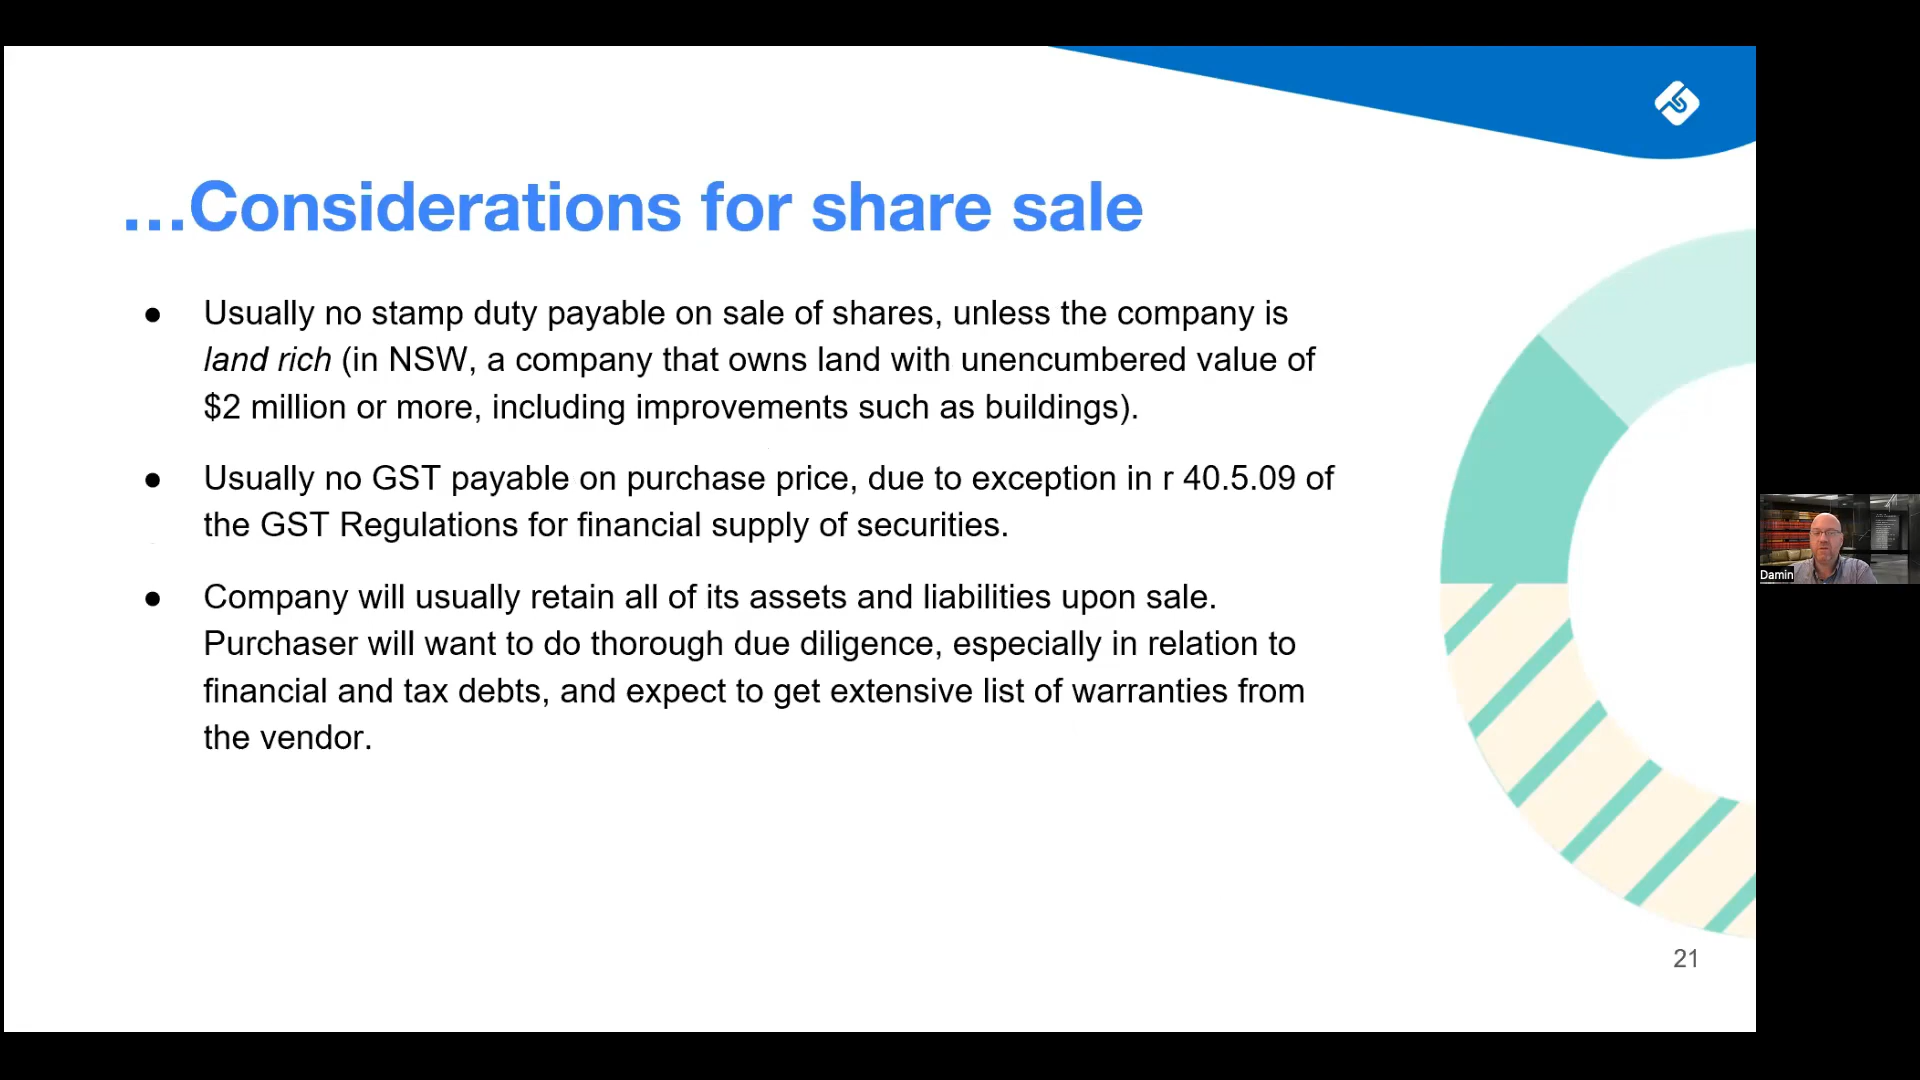 ...Considerations for share sale
● Usually no stamp duty payable on sale of shares, unless the company is
land rich (in NSW, a company that owns land with unencumbered value of
$2 million or more, including improvements such as buildings).
● Usually no GST payable on purchase price, due to exception in r 40.5.09 of
the GST Regulations for financial supply of securities.
● Company will usually retain all of its assets and liabilities upon sale.
Purchaser will want to do thorough due diligence, especially in relation to
financial and tax debts, and expect to get extensive list of warranties from
the vendor.
Damin
21